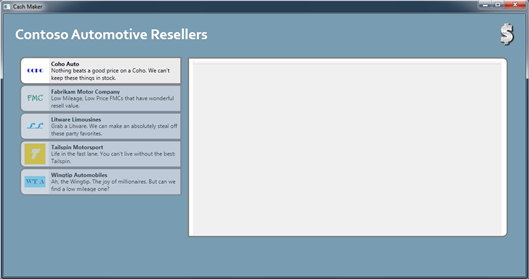 Cash Maker
Contoso Automotive Resellers
$
COHO
Coho Auto
Nothing beats a good price on a Coho. We can't
keep these things in stock.
FMC
Fabrikam Motor Company
Low Mileage, Low Price FMCs that have wonderful
resell value.
Litware Limousines
Grab a Litware. We can make an absolutely steal off
these party favorites.
T
Tailspin Motorsport
Life in the fast lane. You can't live without the best:
Tailspin.
WTA
Wingtip Automobiles
Ah, the Wingtip. The joy of millionaires. But can we
find a low mileage one?